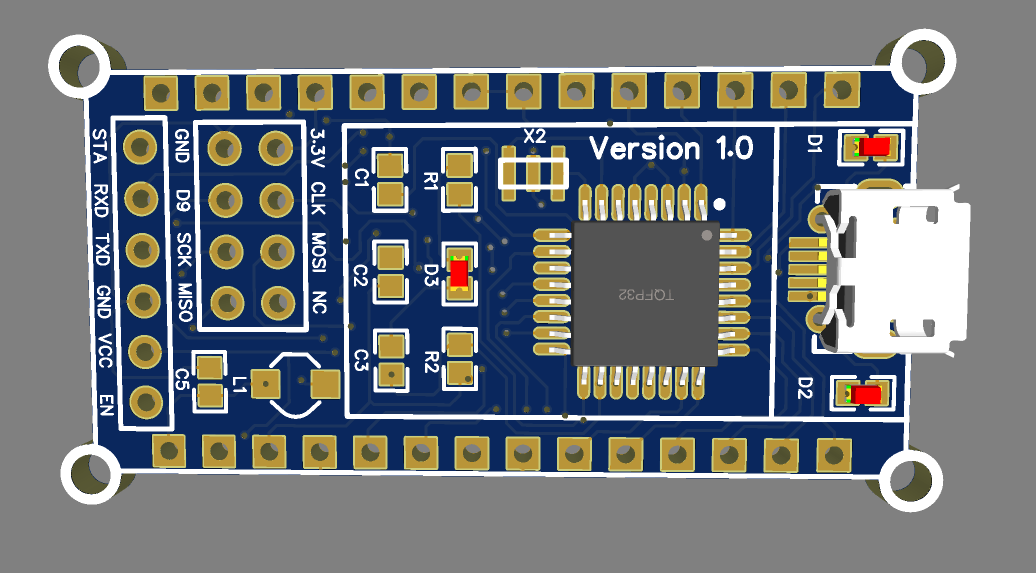 STA
RXD
TXD
GND
VCC
EN
GND
D9
SCK
MISO
3.3V
CLK
MOSI
NC
C5
L1
C1
R1
C2
D3
C3
R2
X2
Version 1.0
TQFP32
D1
D2